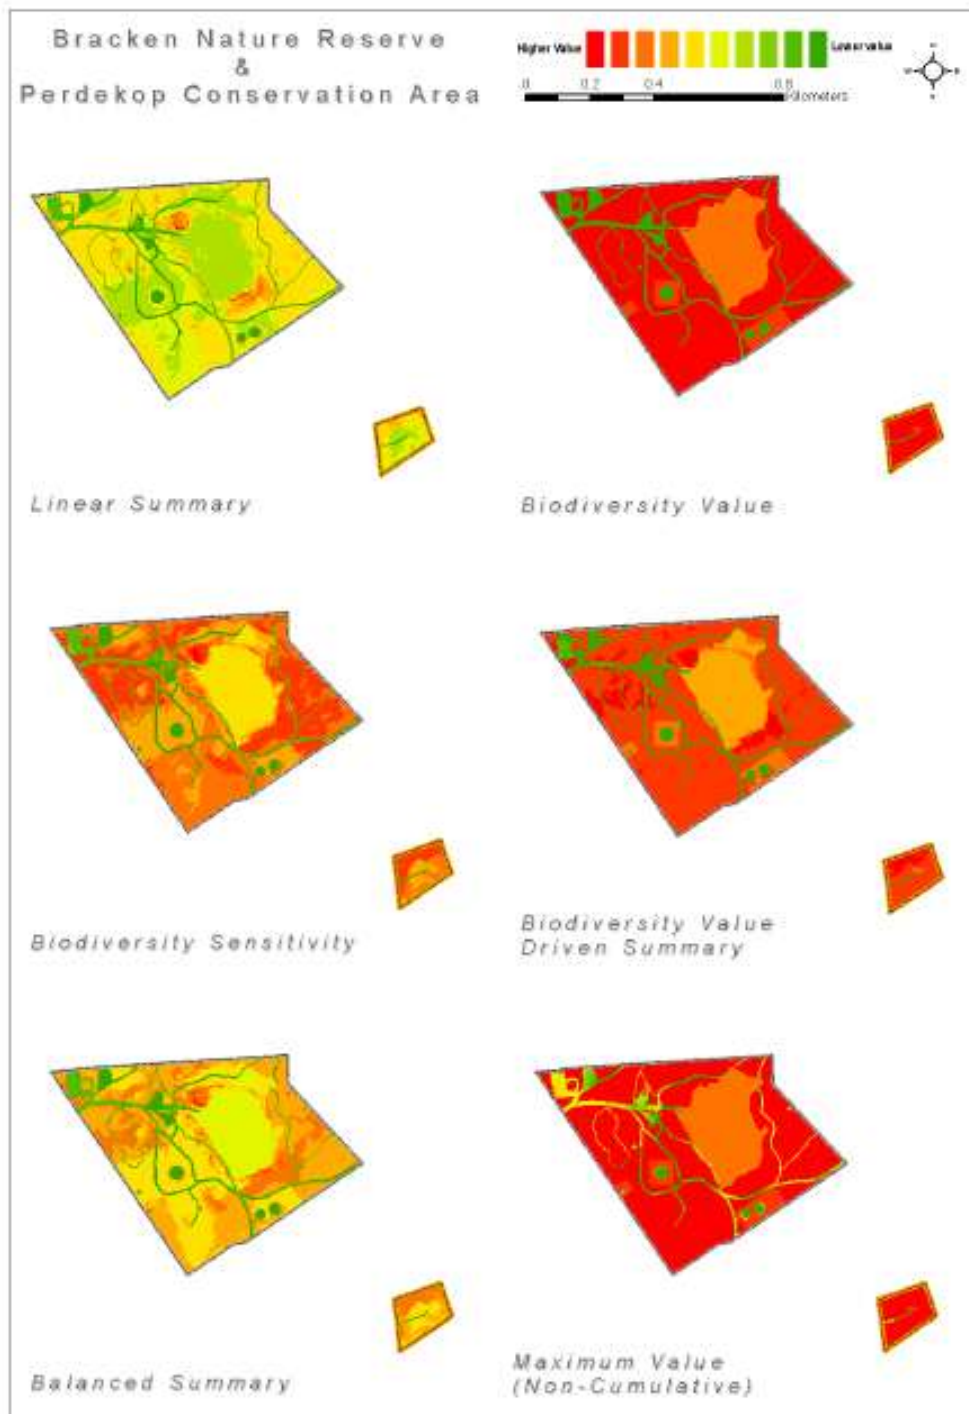 Bracken Nature Reserve
&
Perdekop Conservation Area
Higher Value
Lower value
0 0.2 0.4 0.8
Kilometers
N
W E
S
Linear Summary
Biodiversity Value
Biodiversity Sensitivity
Biodiversity Value
Driven Summary
Balanced Summary
Maximum Value
(Non-Cumulative)